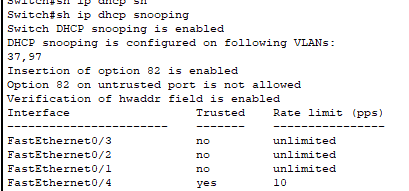 Switch#sh ip dhcp sn
Switch#sh ip dhcp snooping
Switch DHCP snooping is enabled
DHCP snooping is configured on following VLANs:
37,97
Insertion of option 82 is enabled
Option 82 on untrusted port is not allowed
Verification of hwaddr field is enabled
Interface Trusted Rate limit (pps)
----------------------- ------- ----------------
FastEthernet0/3 no unlimited
FastEthernet0/2 no unlimited
FastEthernet0/1 no unlimited
FastEthernet0/4 yes 10